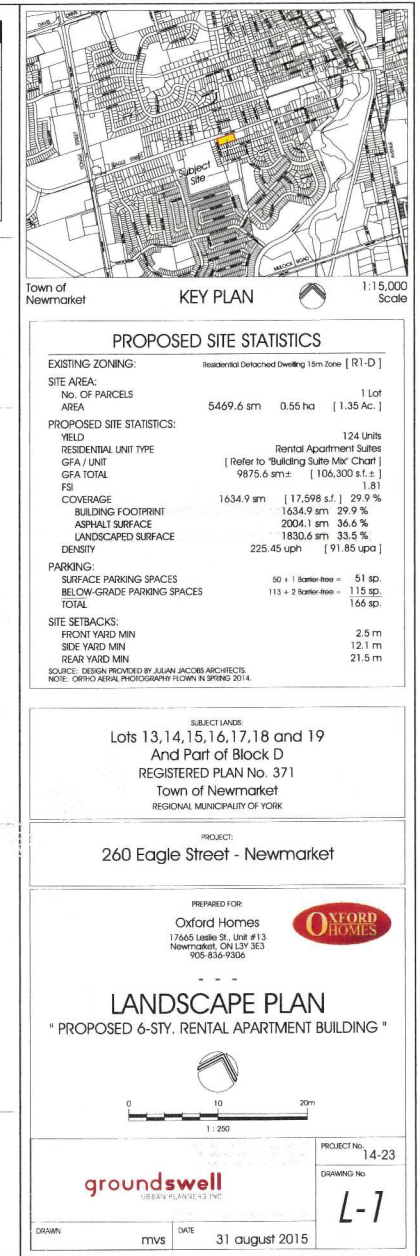 DAVIS
EAGLE STREET
Subject
Site
MULOCK ROAD
Town of
Newmarket
KEY PLAN
1:15,000
Scale
PROPOSED SITE STATISTICS
EXISTING ZONING: Residential Detached Dwelling 15m Zone [ R1-D ]
SITE AREA:
No. OF PARCELS 1 Lot
AREA 5469.6 sm 0.55 ha [ 1.35 Ac. ]
PROPOSED SITE STATISTICS:
YIELD 124 Units
RESIDENTIAL UNIT TYPE Rental Apartment Suites
GFA / UNIT [ Refer to "Building Suite Mix" Chart ]
GFA TOTAL 9875.6 sm± [ 106,300 s.f.± ]
FSI 1.81
COVERAGE 1634.9 sm [ 17,598 s.f. ] 29.9 %
BUILDING FOOTPRINT 1634.9 sm 29.9 %
ASPHALT SURFACE 2004.1 sm 36.6 %
LANDSCAPED SURFACE 1830.6 sm 33.5 %
DENSITY 225.45 uph [ 91.85 upa ]
PARKING:
SURFACE PARKING SPACES 50 + 1 Barrier-free = 51 sp.
BELOW-GRADE PARKING SPACES 113 + 2 Barrier-free = 115 sp.
TOTAL 166 sp.
SITE SETBACKS:
FRONT YARD MIN 2.5 m
SIDE YARD MIN 12.1 m
REAR YARD MIN 21.5 m
SOURCE: DESIGN PROVIDED BY JULIAN JACOBS ARCHITECTS.
NOTE: ORTHO AERIAL PHOTOGRAPHY FLOWN IN SPRING 2014.
SUBJECT LANDS:
Lots 13,14,15,16,17,18 and 19
And Part of Block D
REGISTERED PLAN No. 371
Town of Newmarket
REGIONAL MUNICIPALITY OF YORK
PROJECT:
260 Eagle Street - Newmarket
PREPARED FOR:
Oxford Homes
17665 Leslie St., Unit #13
Newmarket, ON L3Y 3E3
905-836-9306
OXFORD
HOMES
- - -
LANDSCAPE PLAN
" PROPOSED 6-STY. RENTAL APARTMENT BUILDING "
0 10 20m
1 : 250
groundswell
URBAN PLANNERS INC
PROJECT No.
14-23
DRAWING No.
L-1
DRAWN
mvs
DATE
31 august 2015